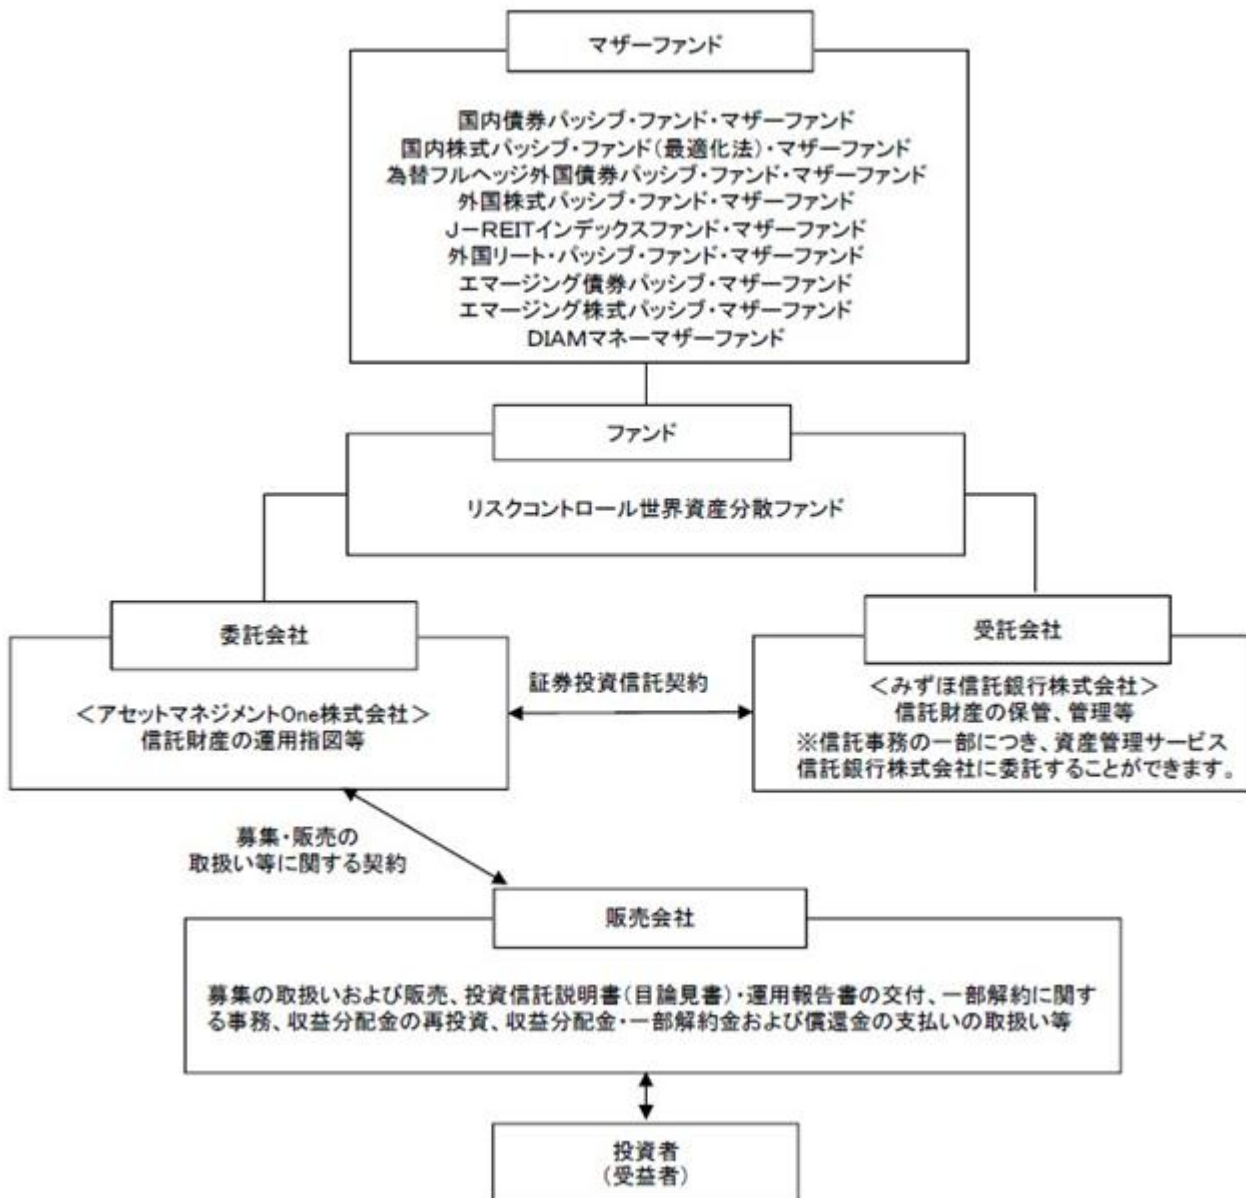 マザーファンド
国内債券パッシブ・ファンド・マザーファンド
国内株式パッシブ・ファンド(最適化法)・マザーファンド
為替フルヘッジ外国債券パッシブ・ファンド・マザーファンド
外国株式パッシブ・ファンド・マザーファンド
J－REITインデックスファンド・マザーファンド
外国リート・パッシブ・ファンド・マザーファンド
エマージング債券パッシブ・マザーファンド
エマージング株式パッシブ・マザーファンド
DIAMマネーマザーファンド
ファンド
リスクコントロール世界資産分散ファンド
委託会社
＜アセットマネジメントOne株式会社＞
信託財産の運用指図等
証券投資信託契約
受託会社
＜みずほ信託銀行株式会社＞
信託財産の保管、管理等
※信託事務の一部につき、資産管理サービス
信託銀行株式会社に委託することができます。
募集・販売の
取扱い等に関する契約
販売会社
募集の取扱いおよび販売、投資信託説明書(目論見書)・運用報告書の交付、一部解約に関す
る事務、収益分配金の再投資、収益分配金・一部解約金および償還金の支払いの取扱い等
投資者
(受益者)